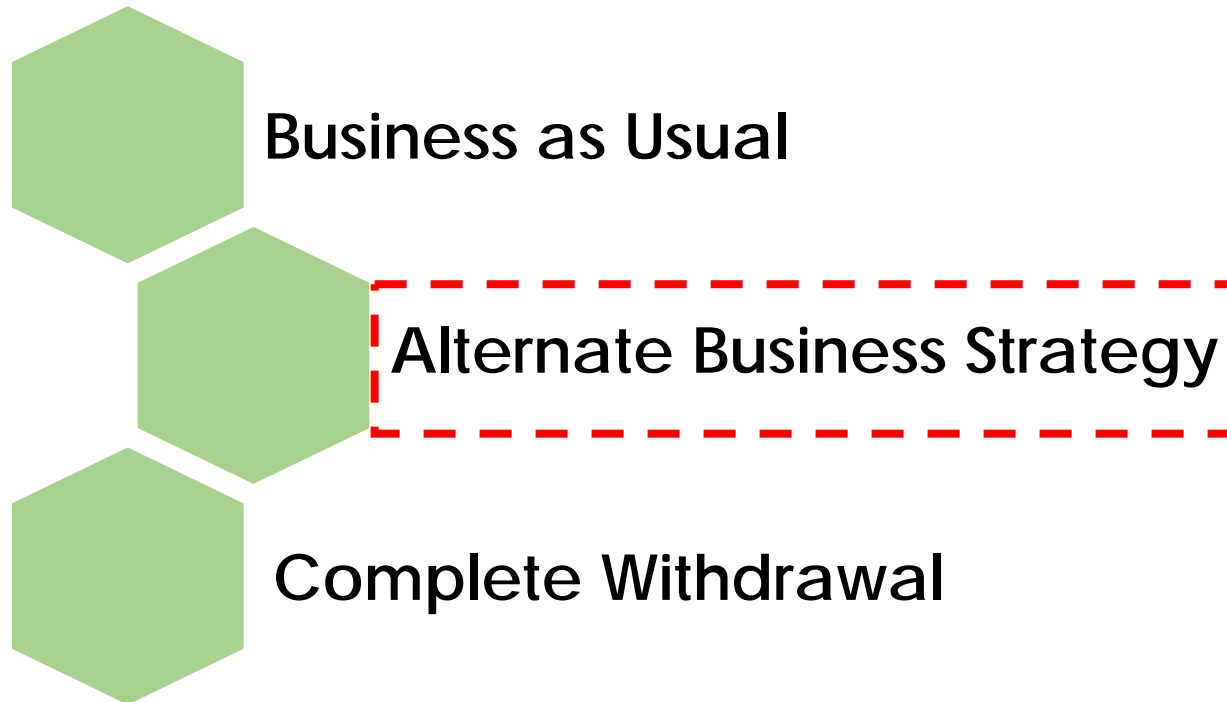 Business as Usual
Alternate Business Strategy
Complete Withdrawal